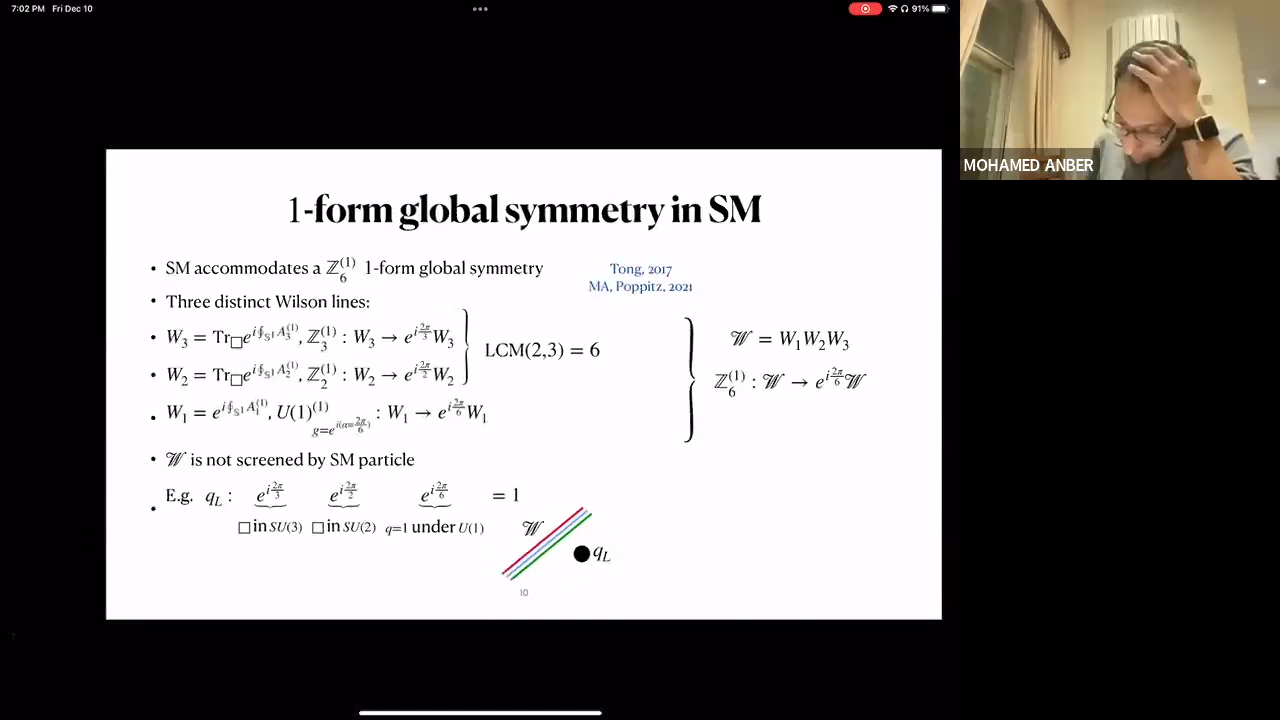 7:02 PM Fri Dec 10
91%
MOHAMED ANBER
1-form global symmetry in SM
• SM accommodates a ℤ₆⁽¹⁾ 1-form global symmetry
Tong, 2017
MA, Poppitz, 2021
• Three distinct Wilson lines:
• W₃ = Tr□ e^{i∮_{𝕊¹} A₃⁽¹⁾}, ℤ₃⁽¹⁾ : W₃ → e^{i2π/3} W₃
• W₂ = Tr□ e^{i∮_{𝕊¹} A₂⁽¹⁾}, ℤ₂⁽¹⁾ : W₂ → e^{i2π/2} W₂
LCM(2,3) = 6
• W₁ = e^{i∮_{𝕊¹} A₁⁽¹⁾}, U(1)⁽¹⁾_{g=e^{i(α=2π/6)}} : W₁ → e^{i2π/6} W₁
𝒲 = W₁W₂W₃
ℤ₆⁽¹⁾ : 𝒲 → e^{i2π/6} 𝒲
• 𝒲 is not screened by SM particle
• E.g. q_L : e^{i2π/3} e^{i2π/2} e^{i2π/6} = 1
□ in SU(3) □ in SU(2) q=1 under U(1)
𝒲
q_L
10